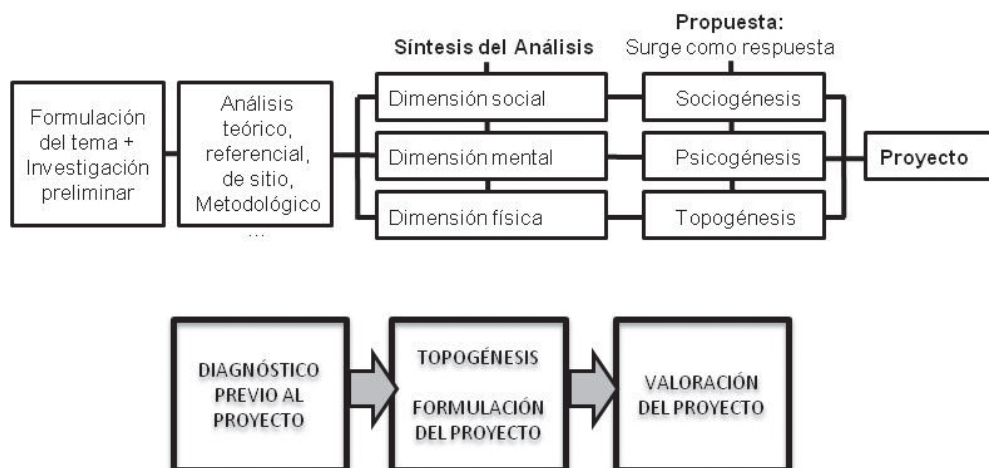 Propuesta:
Síntesis del Análisis
Surge como respuesta
Formulación
del tema +
Investigación
preliminar
Análisis
teórico,
referencial,
de sitio,
Metodológico
...
Dimensión social
Sociogénesis
Dimensión mental
Psicogénesis
Proyecto
Dimensión física
Topogénesis
DIAGNÓSTICO
PREVIO AL
PROYECTO
TOPOGÉNESIS
FORMULACIÓN
DEL PROYECTO
VALORACIÓN
DEL PROYECTO